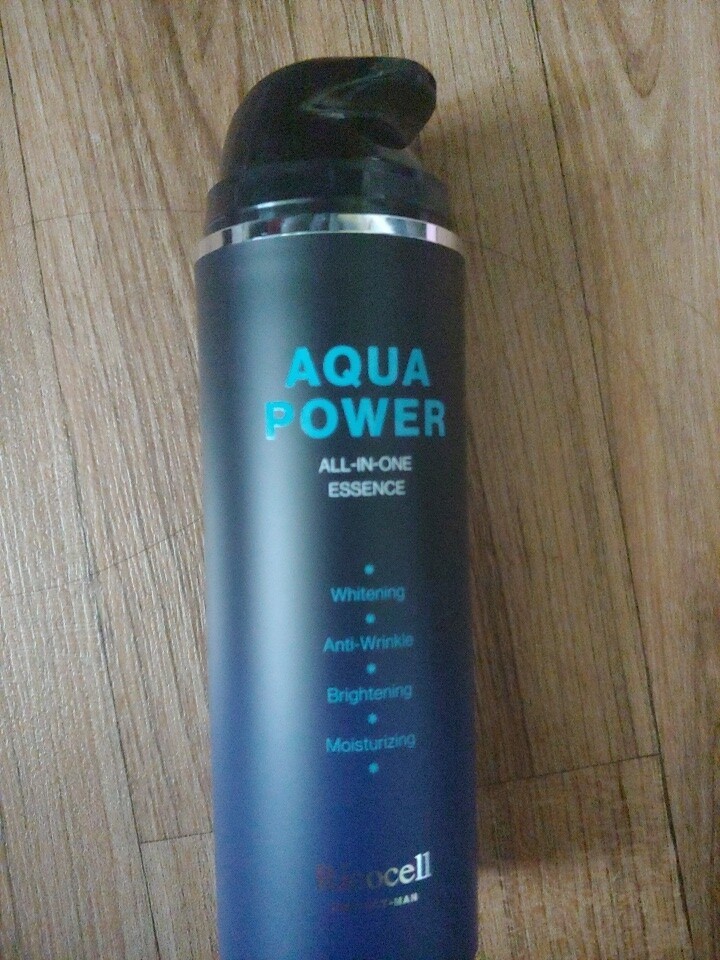 AQUA
POWER
ALL-IN-ONE
ESSENCE
Whitening
Anti-Wrinkle
Brightening
Moisturizing